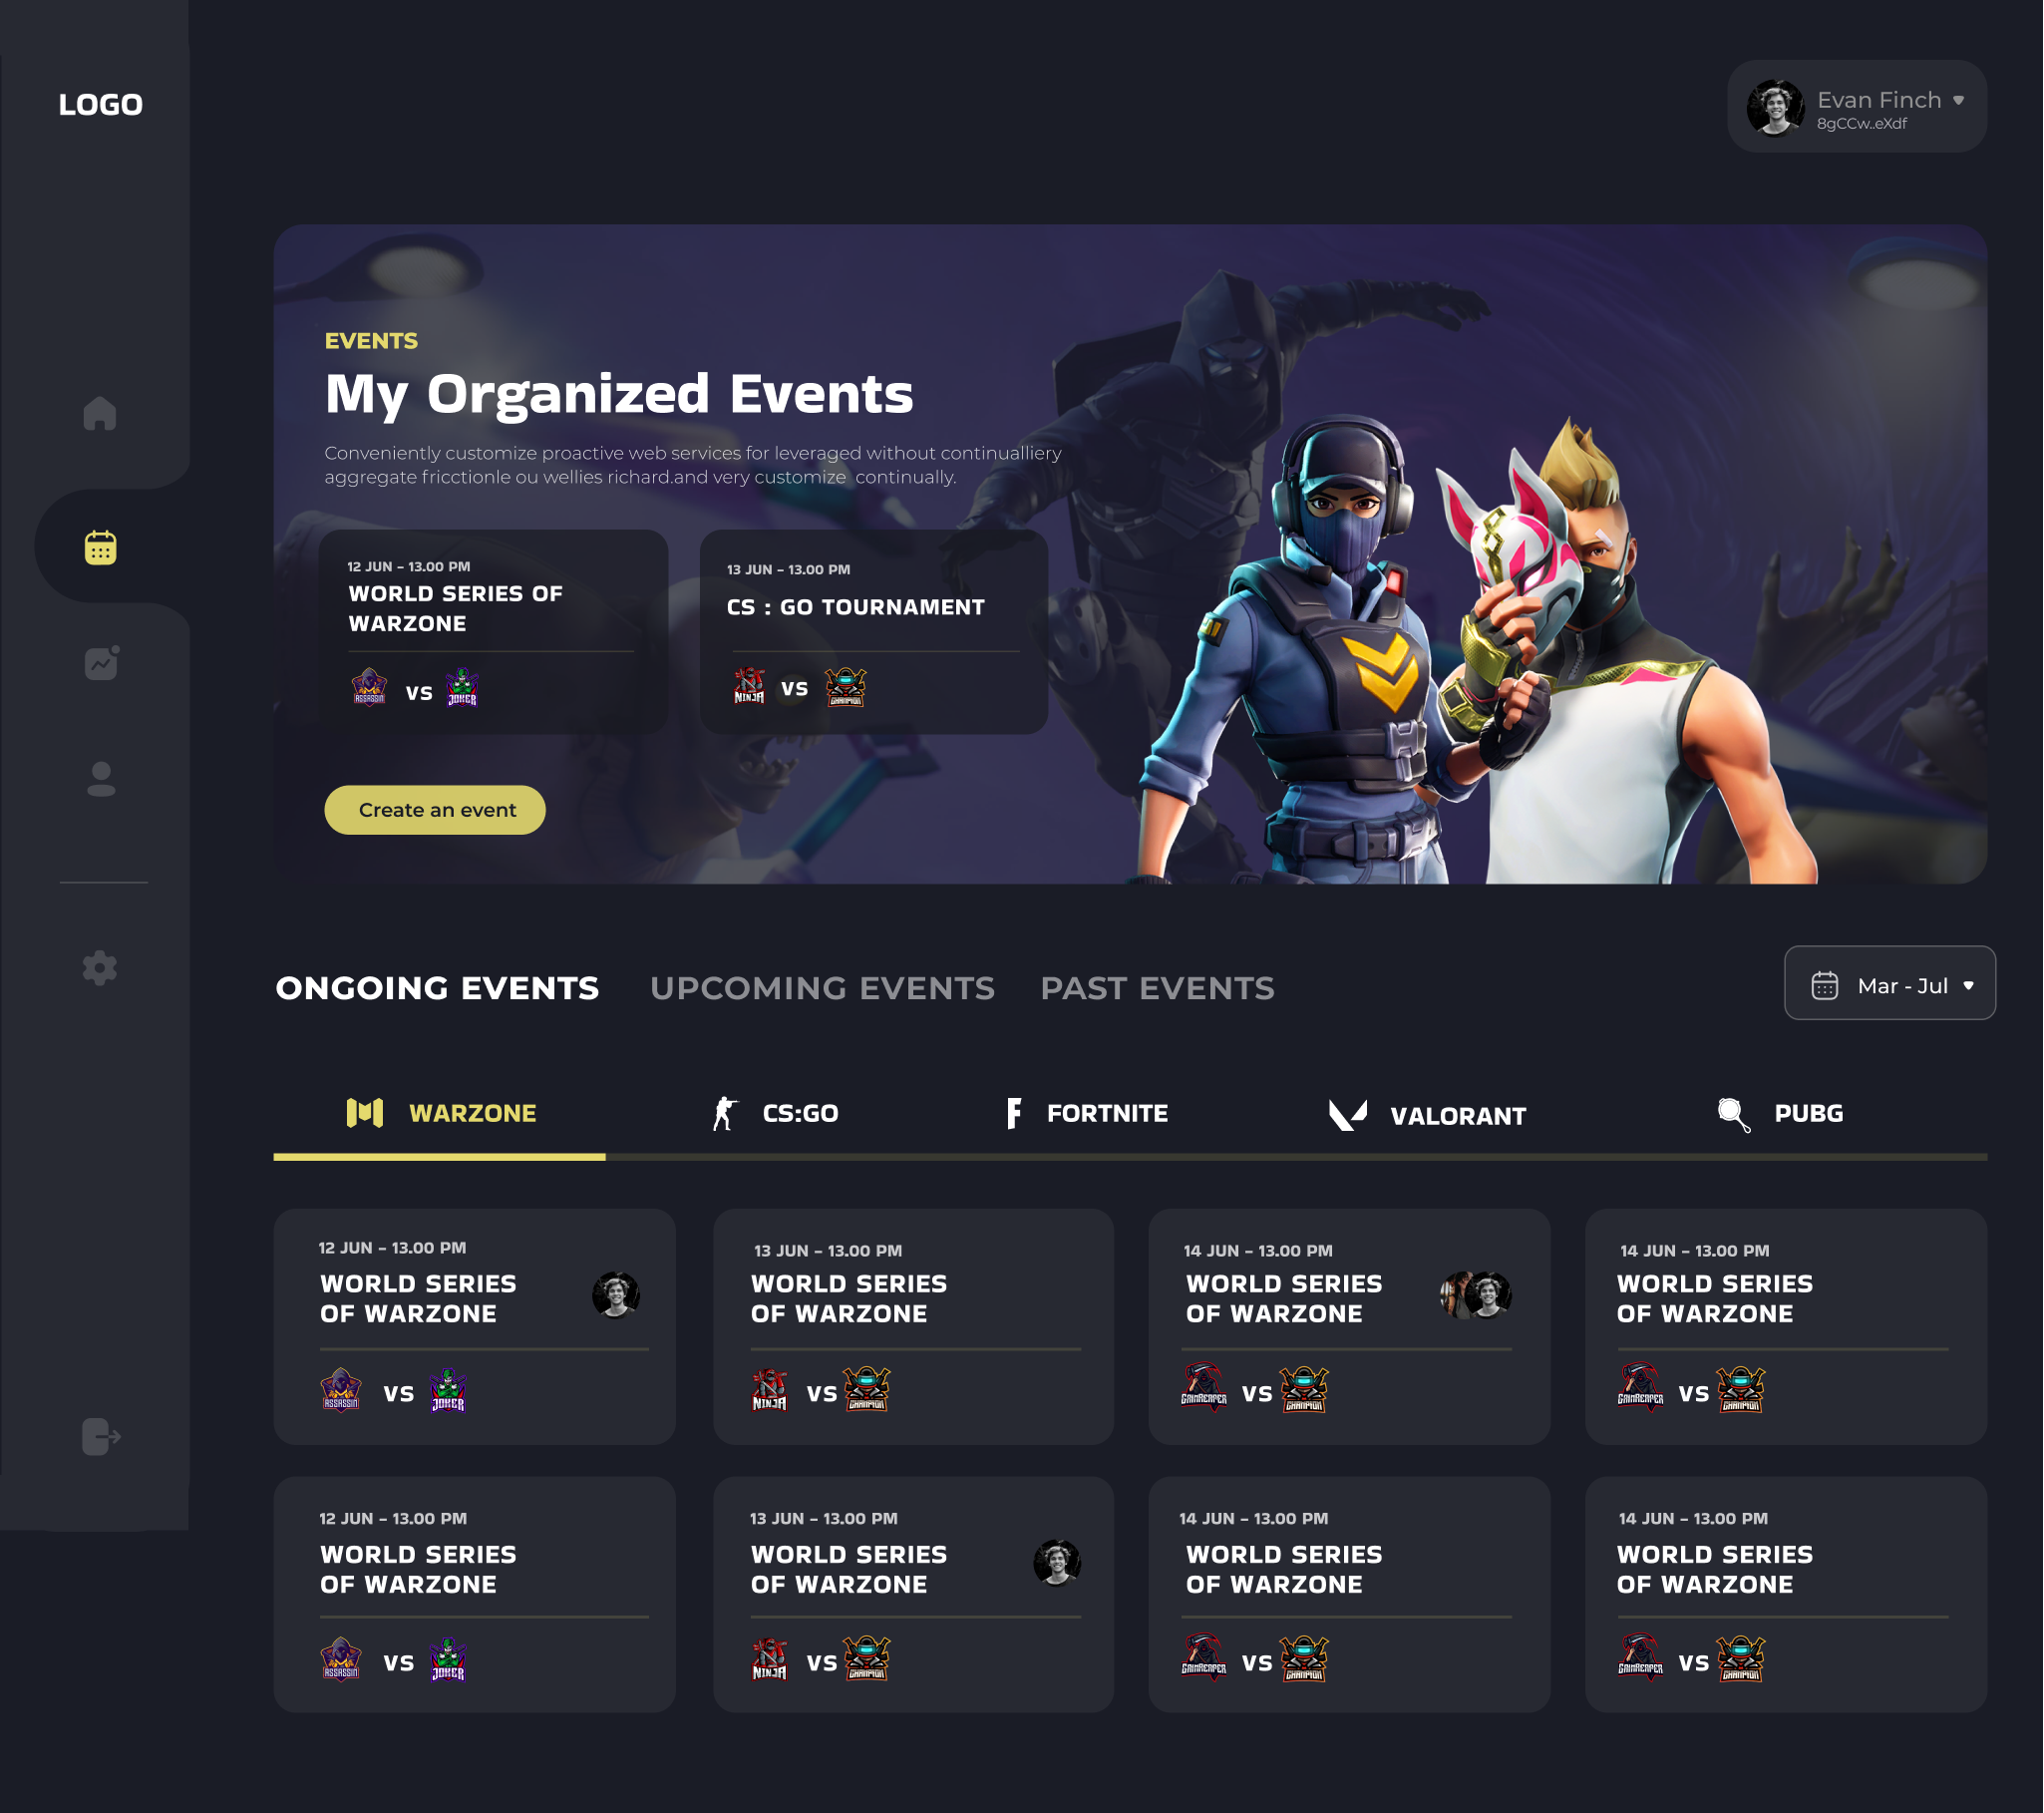 LOGO
Evan Finch
8gCCw..eXdf
EVENTS
My Organized Events
Conveniently customize proactive web services for leveraged without continualliery
aggregate fricctionle ou wellies richard.and very customize  continually.
12 JUN – 13.00 PM
WORLD SERIES OF
WARZONE
ASSASSIN VS JOKER
13 JUN – 13.00 PM
CS : GO TOURNAMENT
NINJA VS CHAMPION
Create an event
ONGOING EVENTS UPCOMING EVENTS PAST EVENTS
Mar - Jul
WARZONE CS:GO FORTNITE VALORANT PUBG
12 JUN – 13.00 PM
WORLD SERIES
OF WARZONE
ASSASSIN VS JOKER
13 JUN – 13.00 PM
WORLD SERIES
OF WARZONE
NINJA VS CHAMPION
14 JUN – 13.00 PM
WORLD SERIES
OF WARZONE
GRIMREAPER VS CHAMPION
14 JUN – 13.00 PM
WORLD SERIES
OF WARZONE
GRIMREAPER VS CHAMPION
12 JUN – 13.00 PM
WORLD SERIES
OF WARZONE
ASSASSIN VS JOKER
13 JUN – 13.00 PM
WORLD SERIES
OF WARZONE
NINJA VS CHAMPION
14 JUN – 13.00 PM
WORLD SERIES
OF WARZONE
GRIMREAPER VS CHAMPION
14 JUN – 13.00 PM
WORLD SERIES
OF WARZONE
GRIMREAPER VS CHAMPION